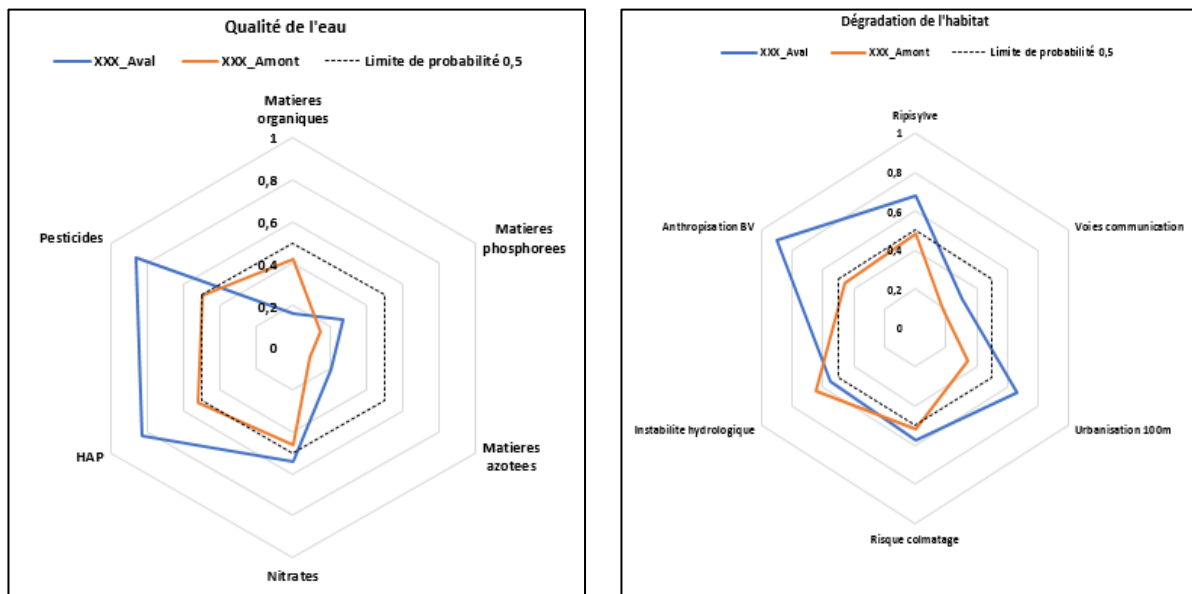 Qualité de l'eau
XXX_Aval XXX_Amont Limite de probabilité 0,5
Matieres
organiques
1
0,8
0,6
0,4
0,2
0
Matieres
phosphorees
Matieres
azotees
Nitrates
HAP
Pesticides
Dégradation de l'habitat
XXX_Aval XXX_Amont Limite de probabilité 0,5
Ripisylve
1
0,8
0,6
0,4
0,2
0
Voies communication
Urbanisation 100m
Risque colmatage
Instabilite hydrologique
Anthropisation BV